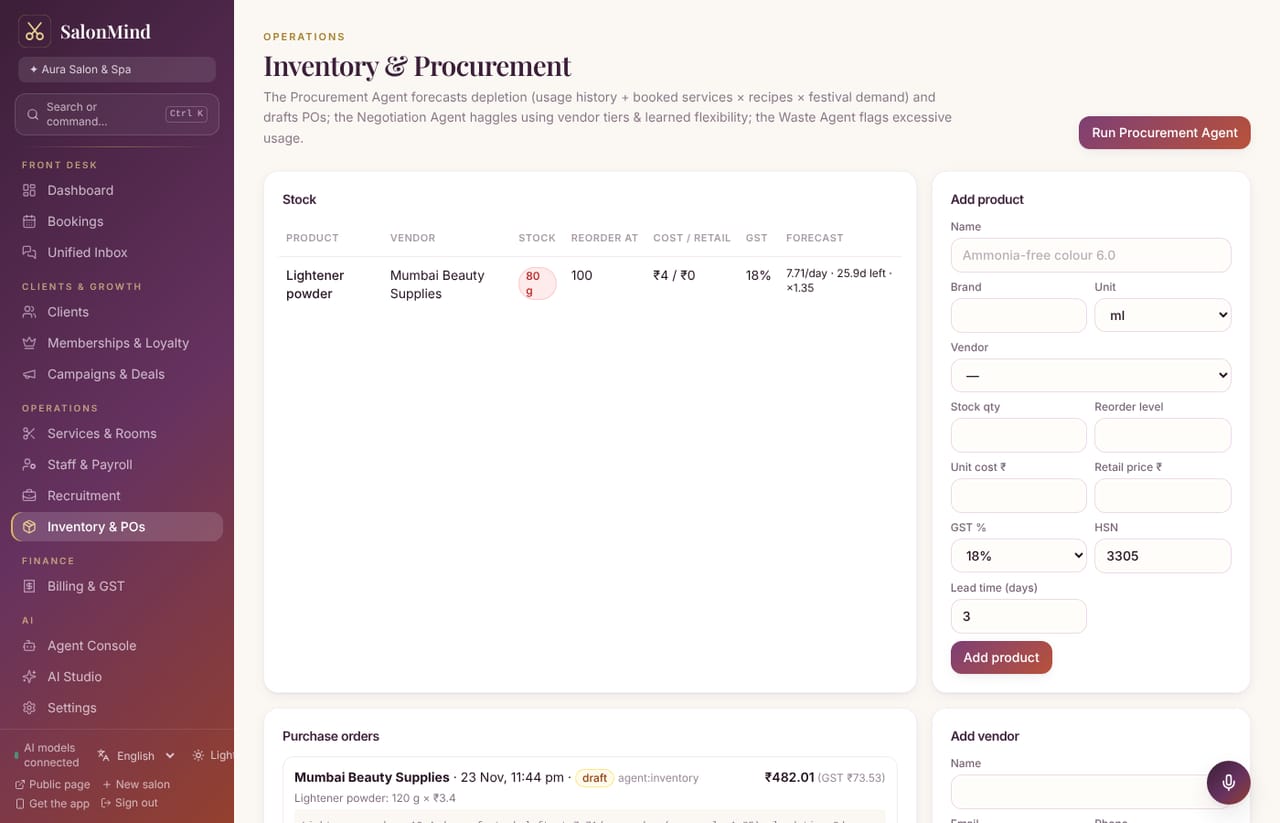 SalonMind
✦ Aura Salon & Spa
Search or
command...
Ctrl K
FRONT DESK
Dashboard
Bookings
Unified Inbox
CLIENTS & GROWTH
Clients
Memberships & Loyalty
Campaigns & Deals
OPERATIONS
Services & Rooms
Staff & Payroll
Recruitment
Inventory & POs
FINANCE
Billing & GST
AI
Agent Console
AI Studio
Settings
AI models
connected
English
Light
Public page
+ New salon
Get the app
Sign out
OPERATIONS
Inventory & Procurement
The Procurement Agent forecasts depletion (usage history + booked services × recipes × festival demand) and
drafts POs; the Negotiation Agent haggles using vendor tiers & learned flexibility; the Waste Agent flags excessive
usage.
Run Procurement Agent
Stock
PRODUCT VENDOR STOCK REORDER AT COST / RETAIL GST FORECAST
Lightener
powder
Mumbai Beauty
Supplies
80
g
100
₹4 / ₹0
18%
7.71/day · 25.9d left ·
×1.35
Add product
Name
Ammonia-free colour 6.0
Brand Unit
ml
Vendor
—
Stock qty Reorder level
Unit cost ₹ Retail price ₹
GST % HSN
18% 3305
Lead time (days)
3
Add product
Purchase orders
Mumbai Beauty Supplies · 23 Nov, 11:44 pm · draft agent:inventory ₹482.01 (GST ₹73.53)
Lightener powder: 120 g × ₹3.4
Add vendor
Name
Email Phone